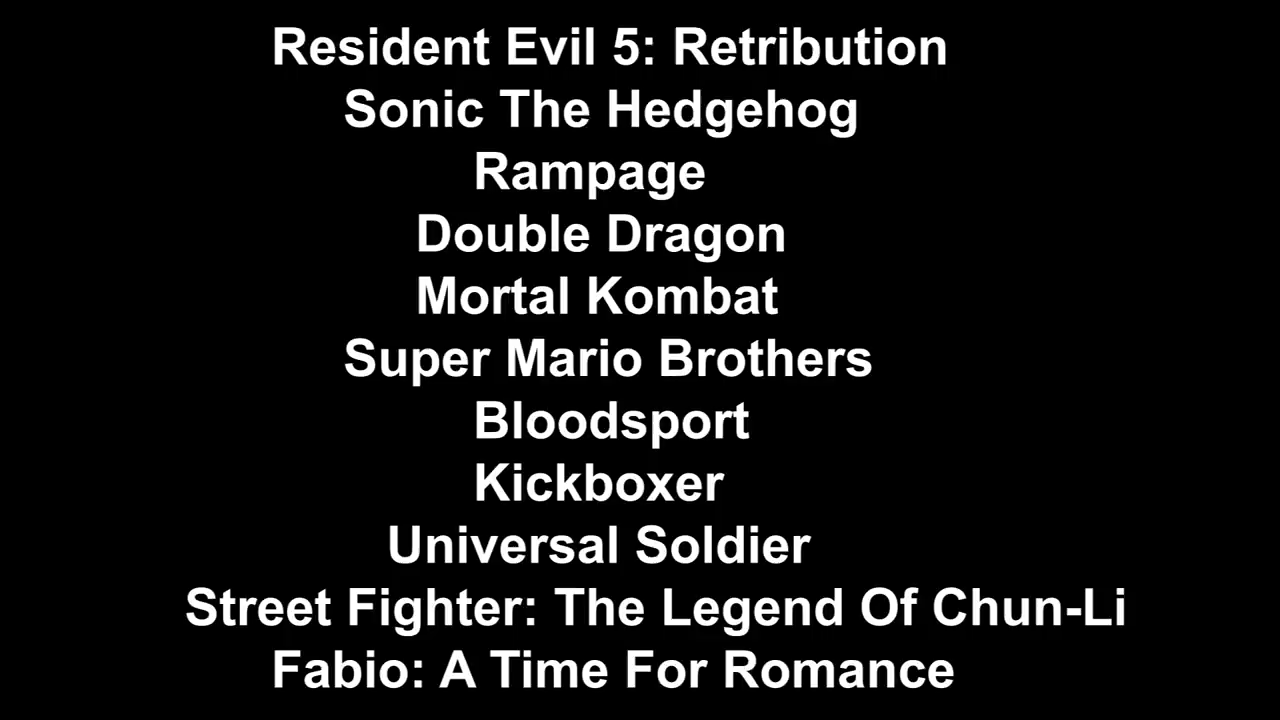 Resident Evil 5: Retribution
Sonic The Hedgehog
Rampage
Double Dragon
Mortal Kombat
Super Mario Brothers
Bloodsport
Kickboxer
Universal Soldier
Street Fighter: The Legend Of Chun-Li
Fabio: A Time For Romance